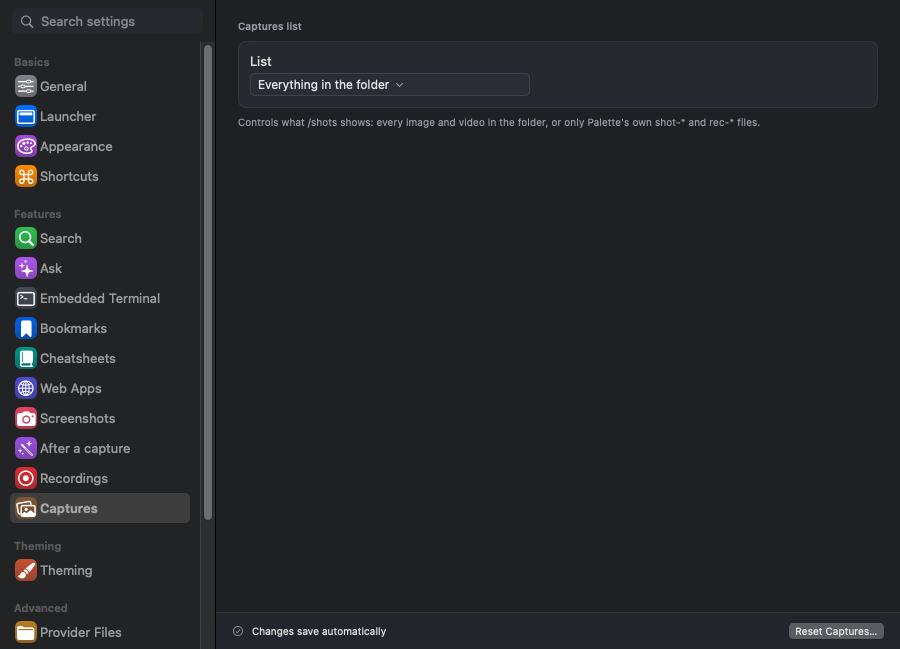 Search settings
Basics
General
Launcher
Appearance
Shortcuts
Features
Search
Ask
Embedded Terminal
Bookmarks
Cheatsheets
Web Apps
Screenshots
After a capture
Recordings
Captures
Theming
Theming
Advanced
Provider Files
Captures list
List
Everything in the folder
Controls what /shots shows: every image and video in the folder, or only Palette's own shot-* and rec-* files.
Changes save automatically
Reset Captures...